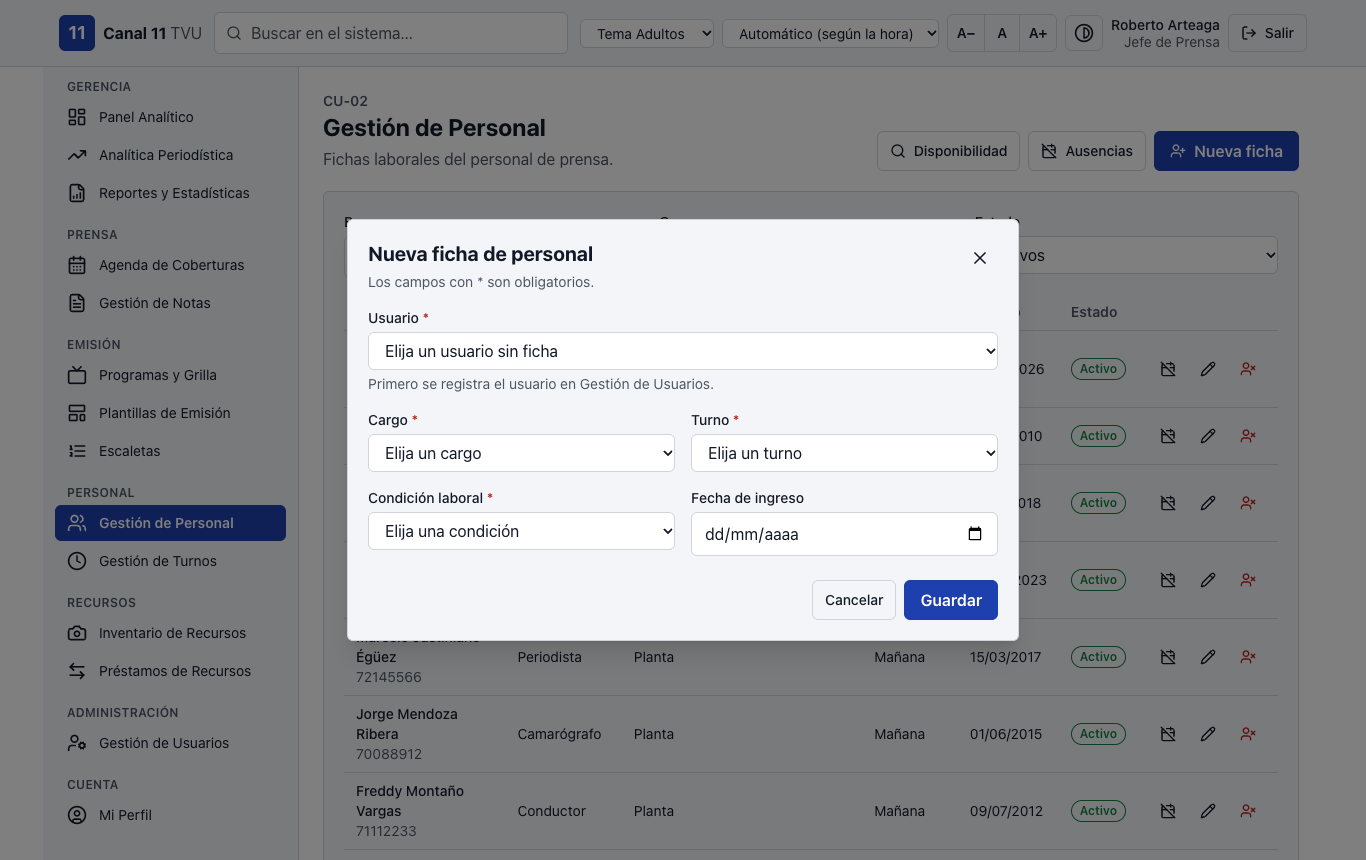 11 Canal 11 TVU
Buscar en el sistema...
Tema Adultos
Automático (según la hora)
A−
A
A+
Roberto Arteaga
Jefe de Prensa
Salir
GERENCIA
Panel Analítico
Analítica Periodística
Reportes y Estadísticas
PRENSA
Agenda de Coberturas
Gestión de Notas
EMISIÓN
Programas y Grilla
Plantillas de Emisión
Escaletas
PERSONAL
Gestión de Personal
Gestión de Turnos
RECURSOS
Inventario de Recursos
Préstamos de Recursos
ADMINISTRACIÓN
Gestión de Usuarios
CUENTA
Mi Perfil
CU-02
Gestión de Personal
Fichas laborales del personal de prensa.
Disponibilidad
Ausencias
Nueva ficha
Nueva ficha de personal
Los campos con * son obligatorios.
Usuario *
Elija un usuario sin ficha
Primero se registra el usuario en Gestión de Usuarios.
Cargo *
Elija un cargo
Turno *
Elija un turno
Condición laboral *
Elija una condición
Fecha de ingreso
dd/mm/aaaa
Cancelar
Guardar
Estado
Activo
Activo
Activo
Activo
Égüez
72145566
Periodista
Planta
Mañana
15/03/2017
Activo
Jorge Mendoza
Ribera
70088912
Camarógrafo
Planta
Mañana
01/06/2015
Activo
Freddy Montaño
Vargas
71112233
Conductor
Planta
Mañana
09/07/2012
Activo